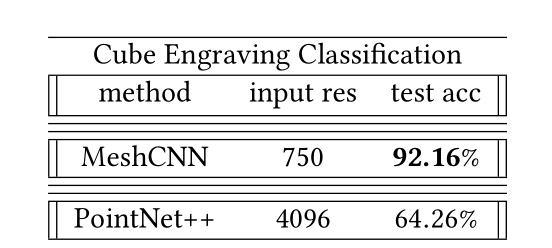 Cube Engraving Classification
method input res test acc
MeshCNN 750 92.16%
PointNet++ 4096 64.26%